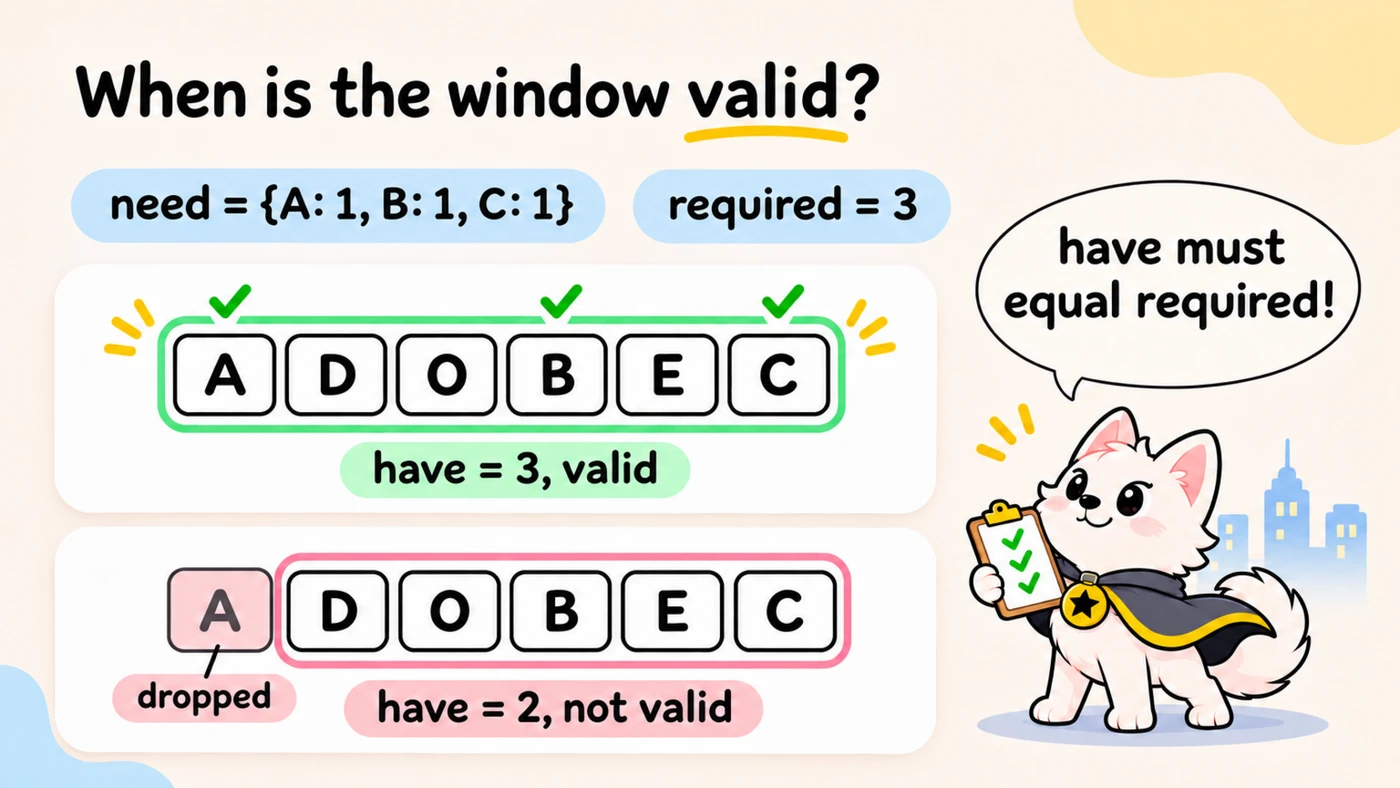 When is the window valid?
need = {A: 1, B: 1, C: 1}
required = 3
A D O B E C
have = 3, valid
A D O B E C
dropped
have = 2, not valid
have must
equal required!